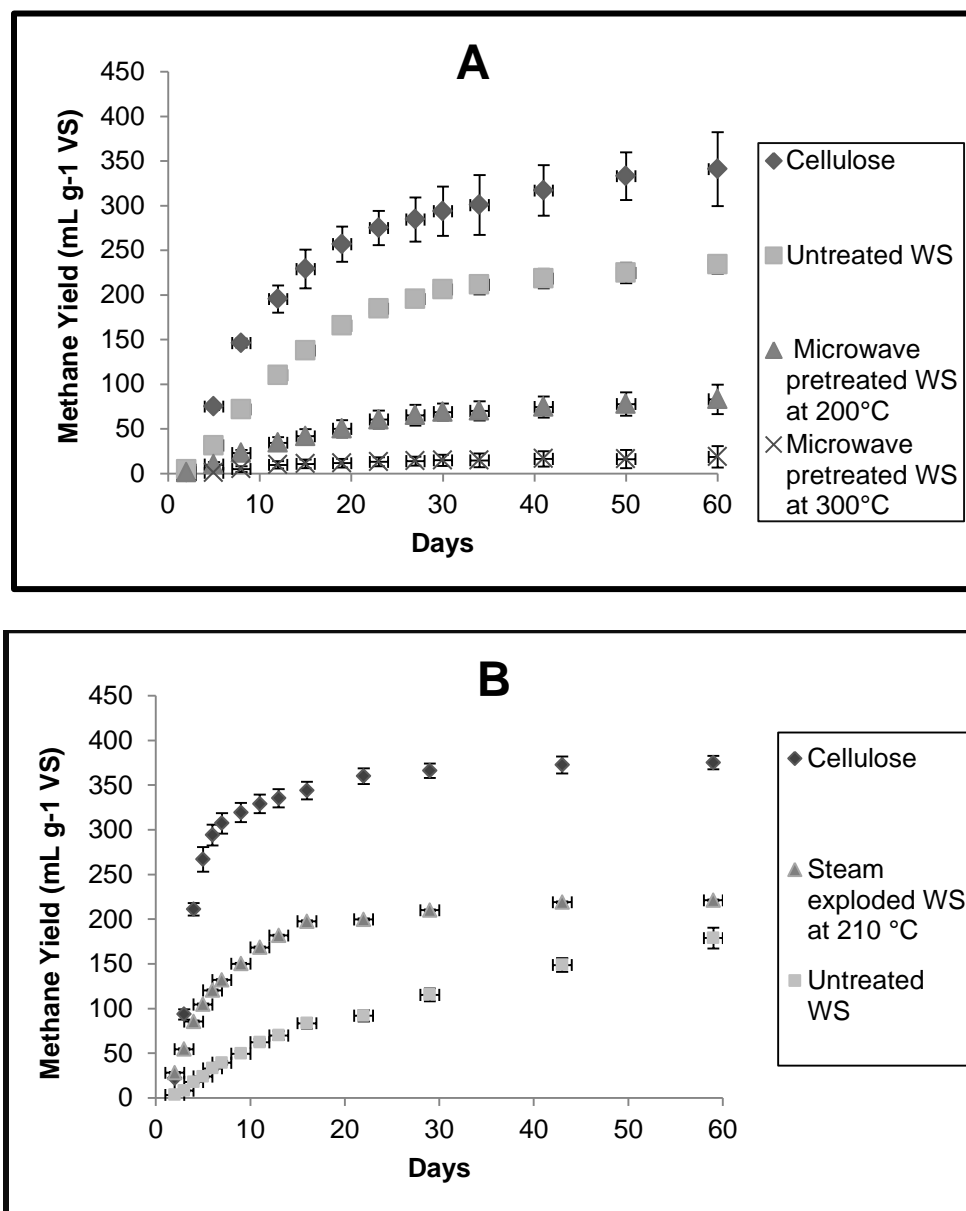 A
450
400
350
300
250
200
150
100
50
0
0 10 20 30 40 50 60
Methane Yield (mL g-1 VS)
Days
Cellulose
Untreated WS
Microwave
pretreated WS
at 200°C
Microwave
pretreated WS
at 300°C
B
450
400
350
300
250
200
150
100
50
0
0 10 20 30 40 50 60
Methane Yield (mL g-1 VS)
Days
Cellulose
Steam
exploded WS
at 210 °C
Untreated
WS